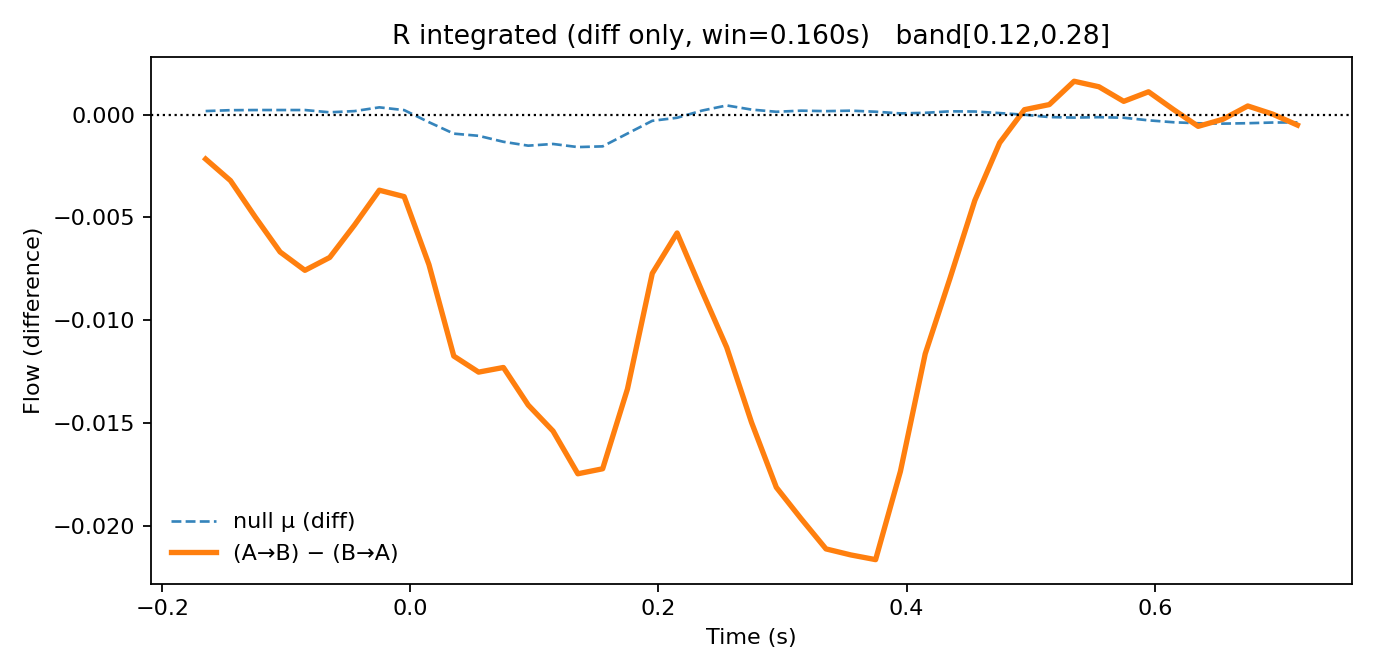 R integrated (diff only, win=0.160s)   band[0.12,0.28]
Flow (difference)
0.000
−0.005
−0.010
−0.015
−0.020
null μ (diff)
(A→B) − (B→A)
−0.2
0.0
0.2
0.4
0.6
Time (s)